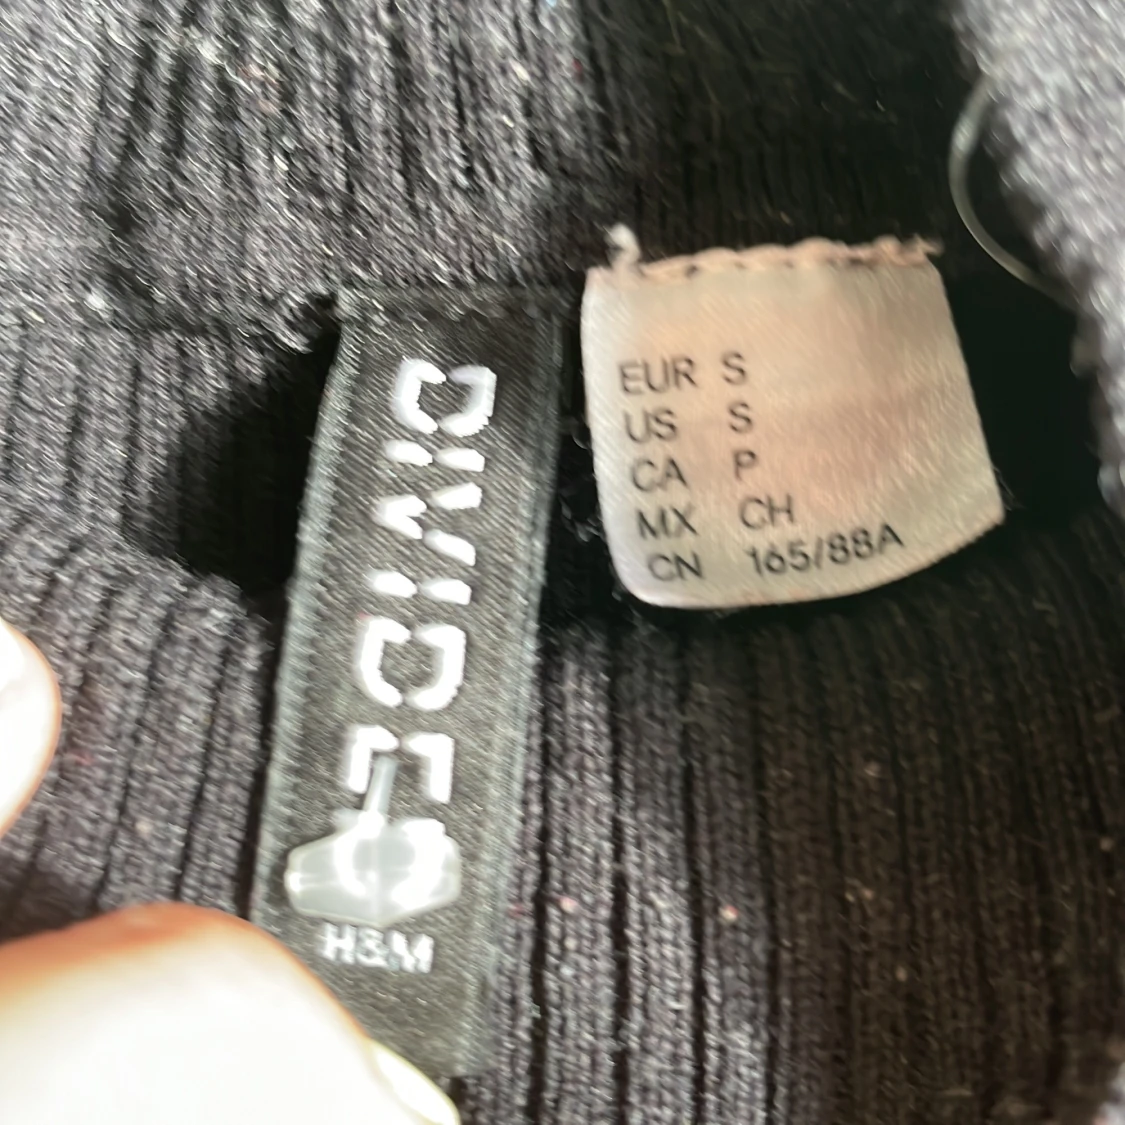 DIVIDED
H&M
EUR S
US S
CA P
MX CH
CN 165/88A